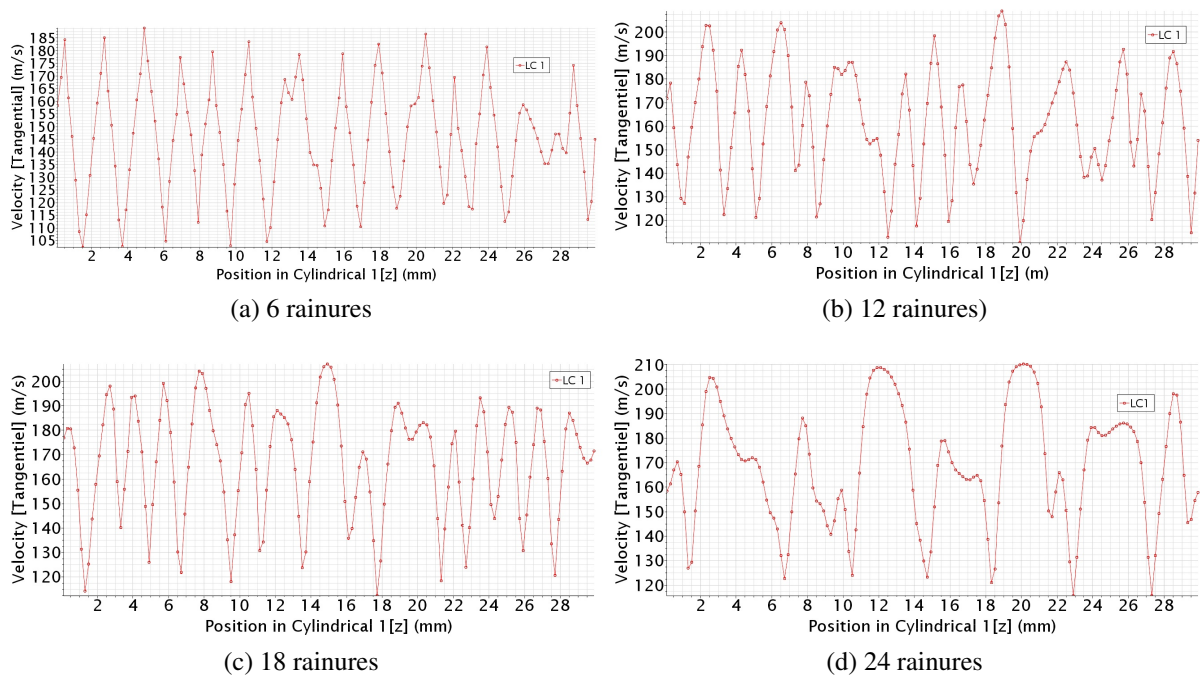 Velocity [Tangentiel] (m/s)
185
180
175
170
165
160
155
150
145
140
135
130
125
120
115
110
105
LC 1
2 4 6 8 10 12 14 16 18 20 22 24 26 28
Position in Cylindrical 1[z] (mm)
(a) 6 rainures
Velocity [Tangentiel] (m/s)
200
190
180
170
160
150
140
130
120
LC 1
2 4 6 8 10 12 14 16 18 20 22 24 26 28
Position in Cylindrical 1[z] (m)
(b) 12 rainures)
Velocity [Tangentiel] (m/s)
200
190
180
170
160
150
140
130
120
LC 1
2 4 6 8 10 12 14 16 18 20 22 24 26 28
Position in Cylindrical 1[z] (mm)
(c) 18 rainures
Velocity [Tangentiel] (m/s)
210
200
190
180
170
160
150
140
130
120
LC1
2 4 6 8 10 12 14 16 18 20 22 24 26 28
Position in Cylindrical 1[z] (mm)
(d) 24 rainures